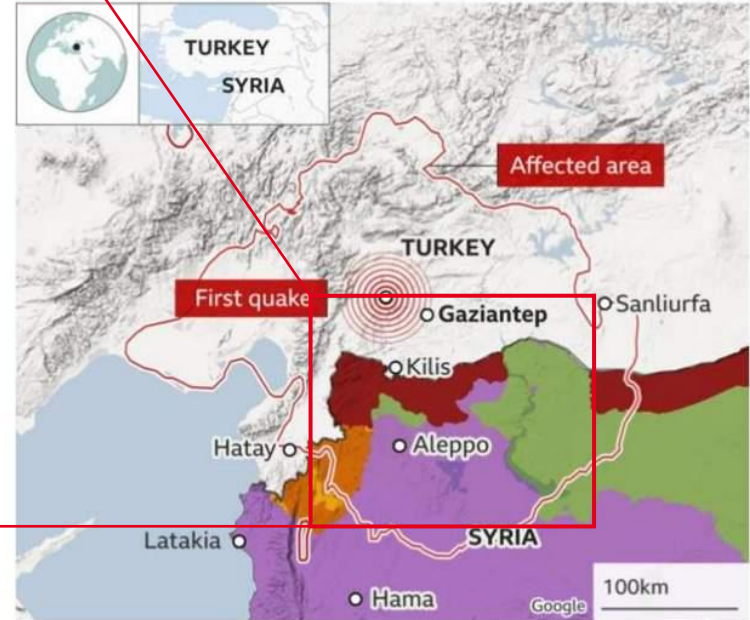 TURKEY
SYRIA
Affected area
TURKEY
First quake
Gaziantep
Sanliurfa
Kilis
Hatay
Aleppo
Latakia
SYRIA
100km
Hama
Google